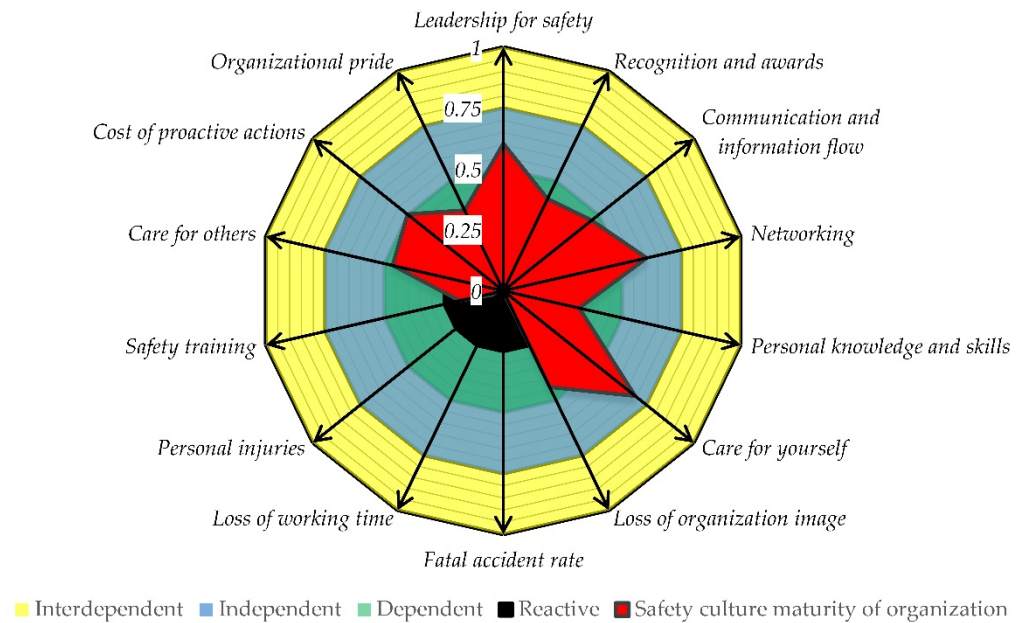 Leadership for safety
Organizational pride
1
Recognition and awards
Cost of proactive actions
0.75
Communication and
information flow
0.5
Care for others
0.25
Networking
0
Safety training
Personal knowledge and skills
Personal injuries
Care for yourself
Loss of working time
Loss of organization image
Fatal accident rate
Interdependent Independent Dependent Reactive Safety culture maturity of organization